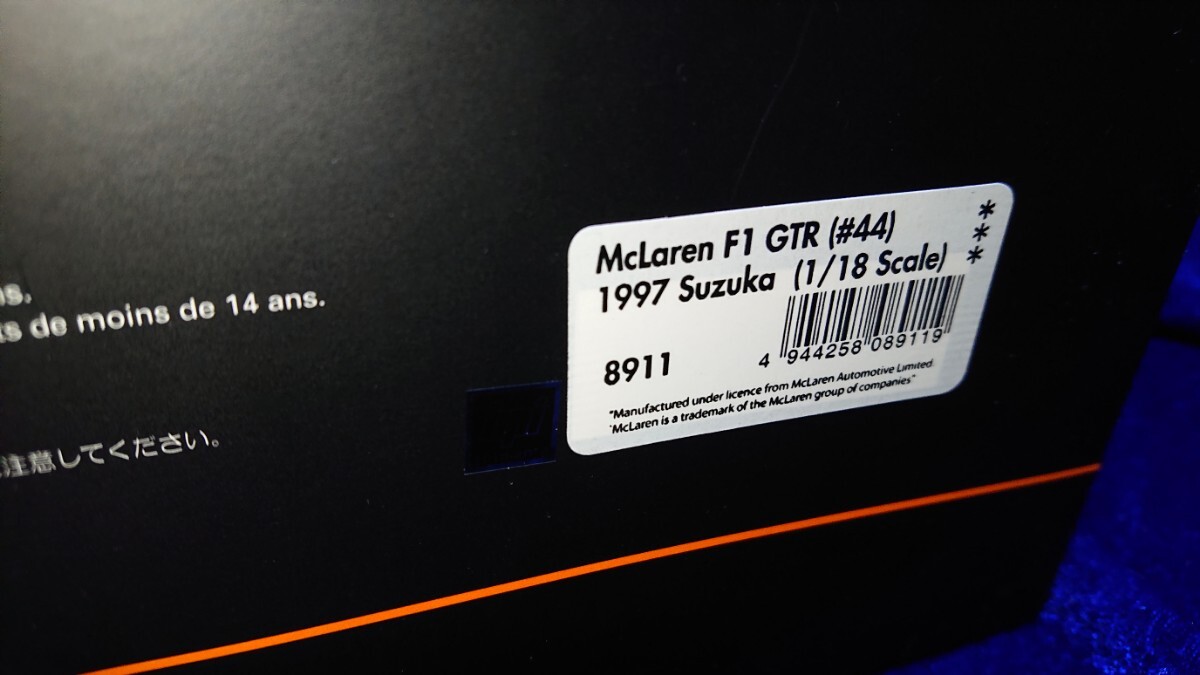 s.
s de moins de 14 ans.
注意してください。
McLaren F1 GTR (#44) *
1997 Suzuka (1/18 Scale) *
*
8911
4 944258 089119
"Manufactured under licence from McLaren Automotive Limited.
"McLaren is a trademark of the McLaren group of companies"